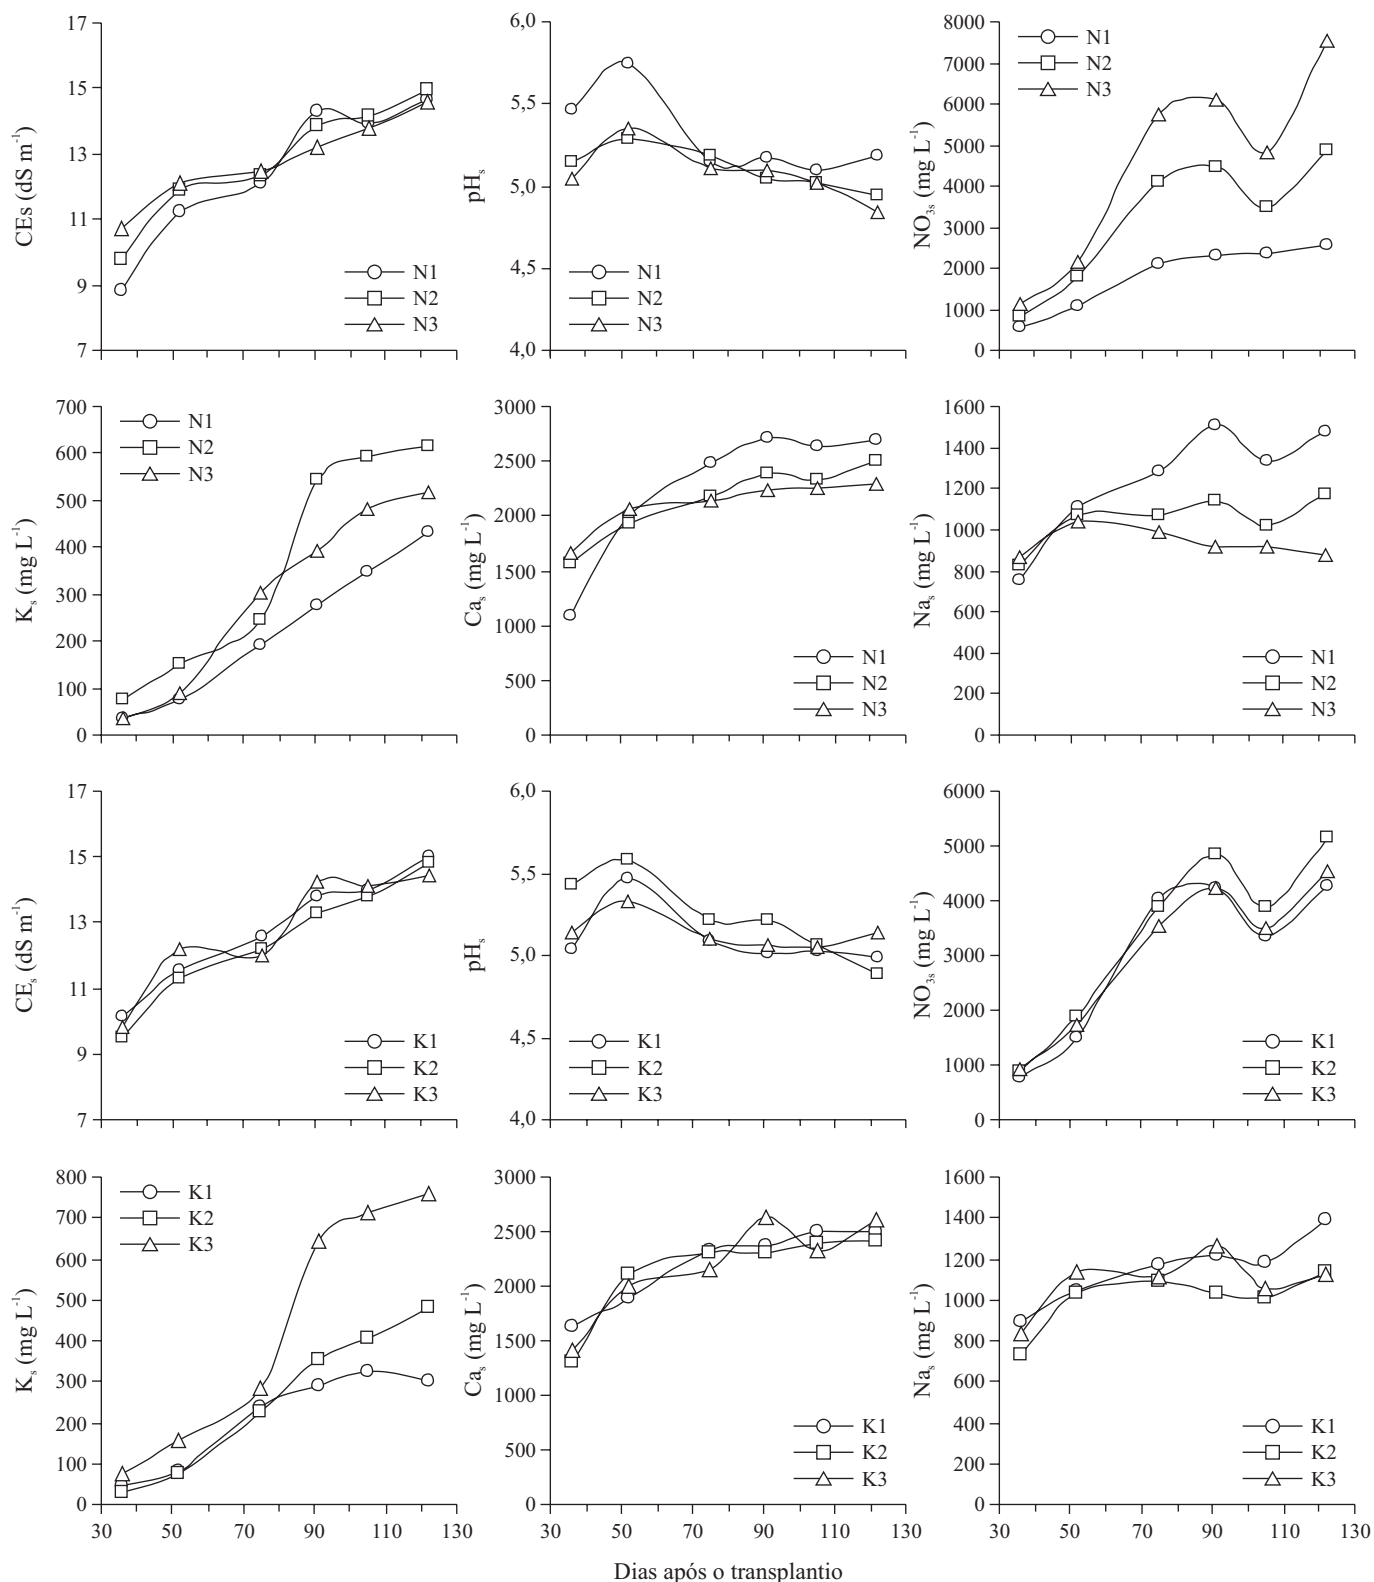 17
15
13
11
9
7
CEs (dS m⁻¹)
N1
N2
N3
6,0
5,5
5,0
4,5
4,0
pHₛ
N1
N2
N3
8000
7000
6000
5000
4000
3000
2000
1000
0
NO₃ₛ (mg L⁻¹)
N1
N2
N3
700
600
500
400
300
200
100
0
Kₛ (mg L⁻¹)
N1
N2
N3
3000
2500
2000
1500
1000
500
0
Caₛ (mg L⁻¹)
N1
N2
N3
1600
1400
1200
1000
800
600
400
200
0
Naₛ (mg L⁻¹)
N1
N2
N3
17
15
13
11
9
7
CEₛ (dS m⁻¹)
K1
K2
K3
6,0
5,5
5,0
4,5
4,0
pHₛ
K1
K2
K3
6000
5000
4000
3000
2000
1000
0
NO₃ₛ (mg L⁻¹)
K1
K2
K3
800
700
600
500
400
300
200
100
0
Kₛ (mg L⁻¹)
K1
K2
K3
30 50 70 90 110 130
3000
2500
2000
1500
1000
500
0
Caₛ (mg L⁻¹)
K1
K2
K3
30 50 70 90 110 130
1600
1400
1200
1000
800
600
400
200
0
Naₛ (mg L⁻¹)
K1
K2
K3
30 50 70 90 110 130
Dias após o transplantio